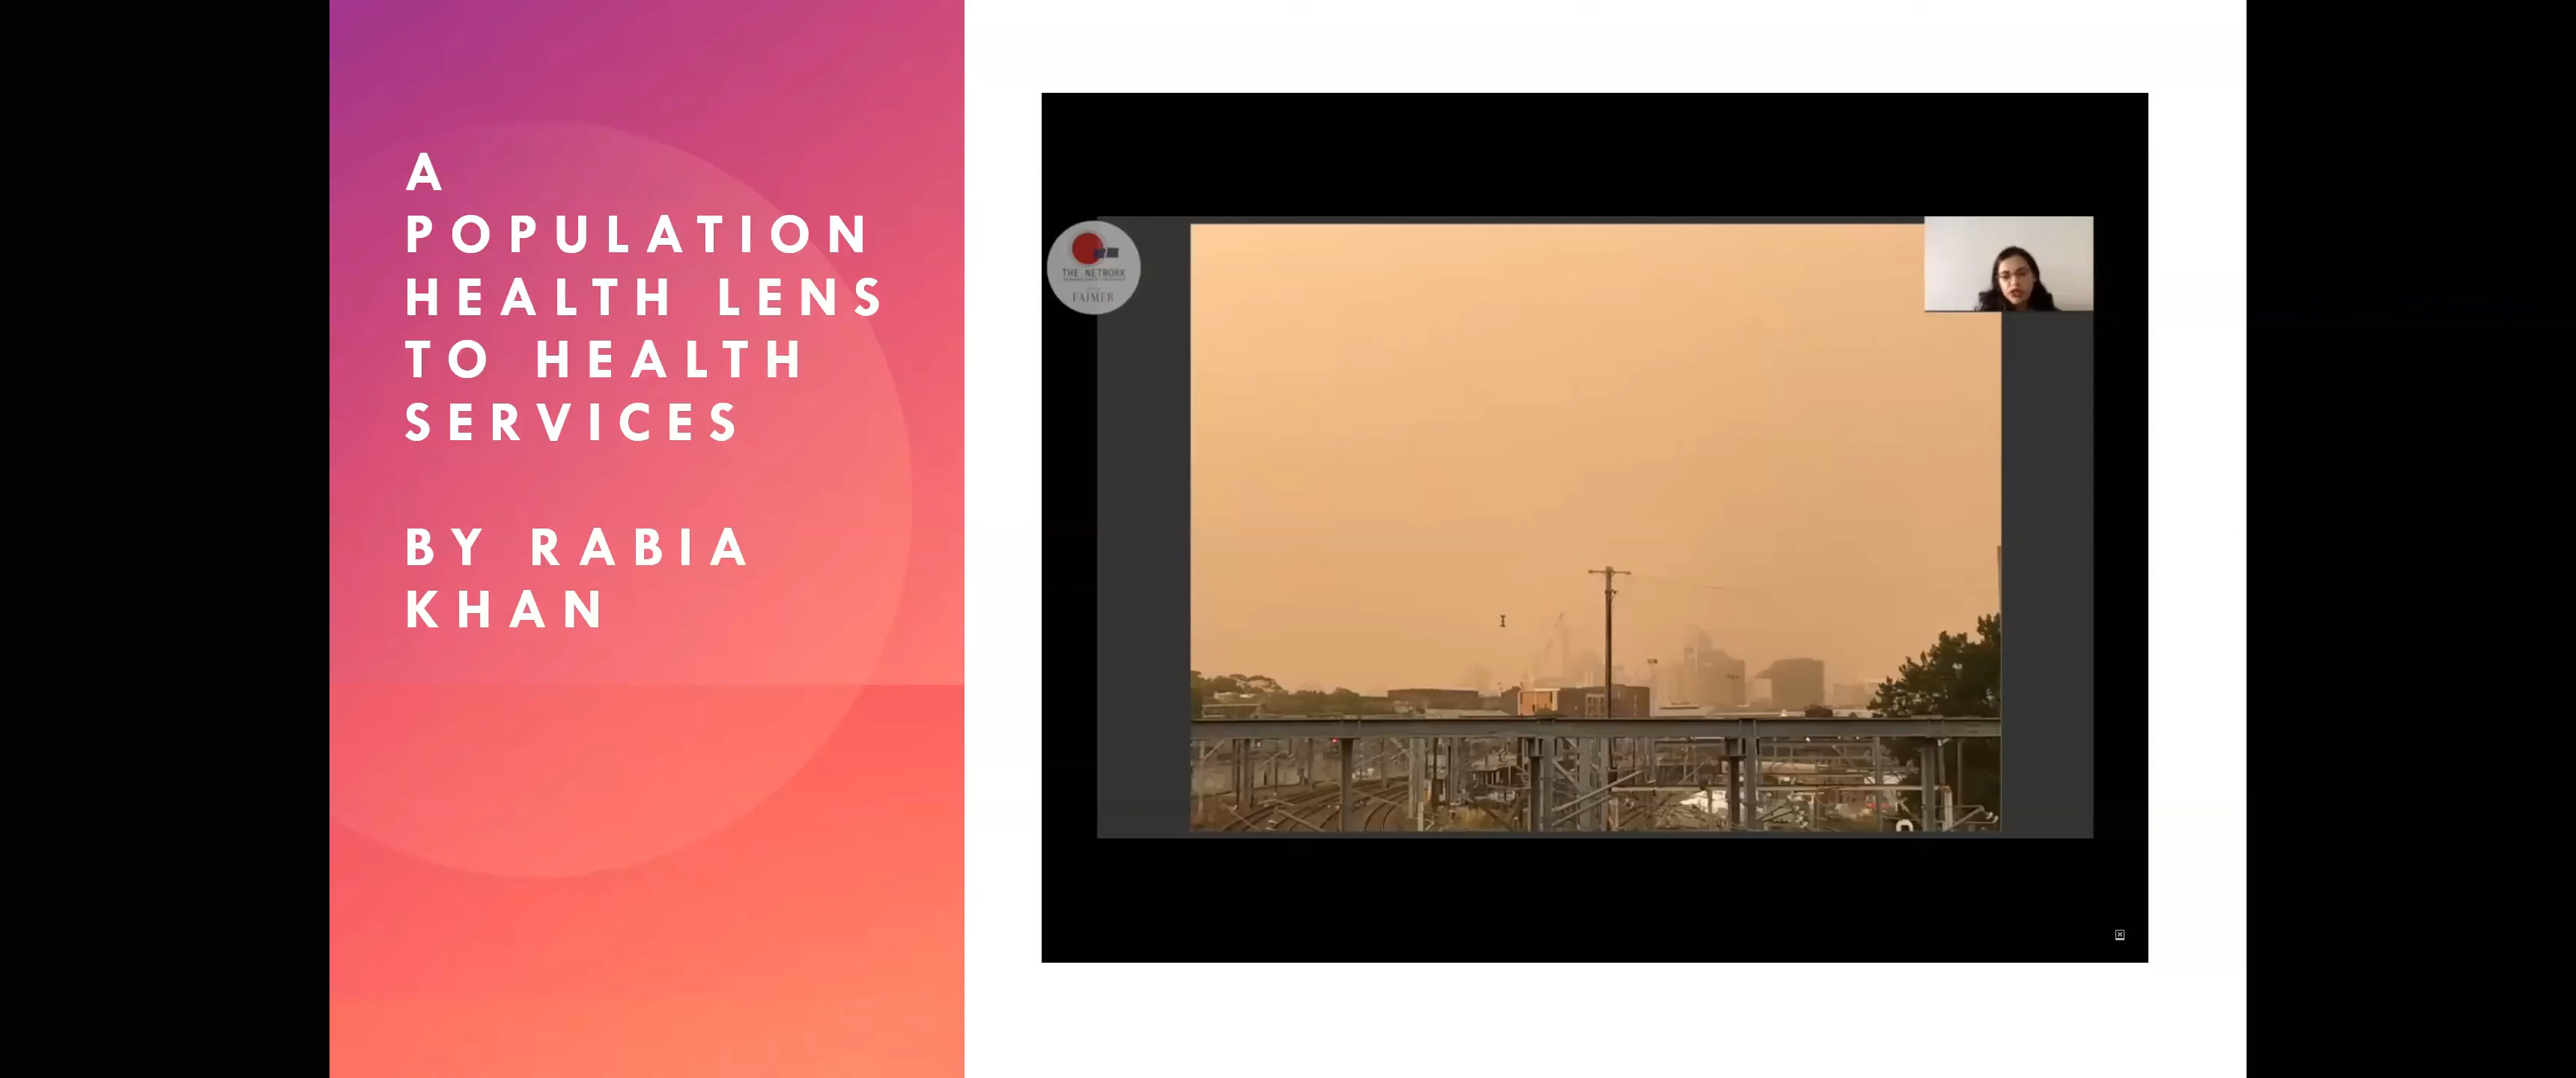 A
POPULATION
HEALTH LENS
TO HEALTH
SERVICES
BY RABIA
KHAN
THE NETWORK
FAIMER